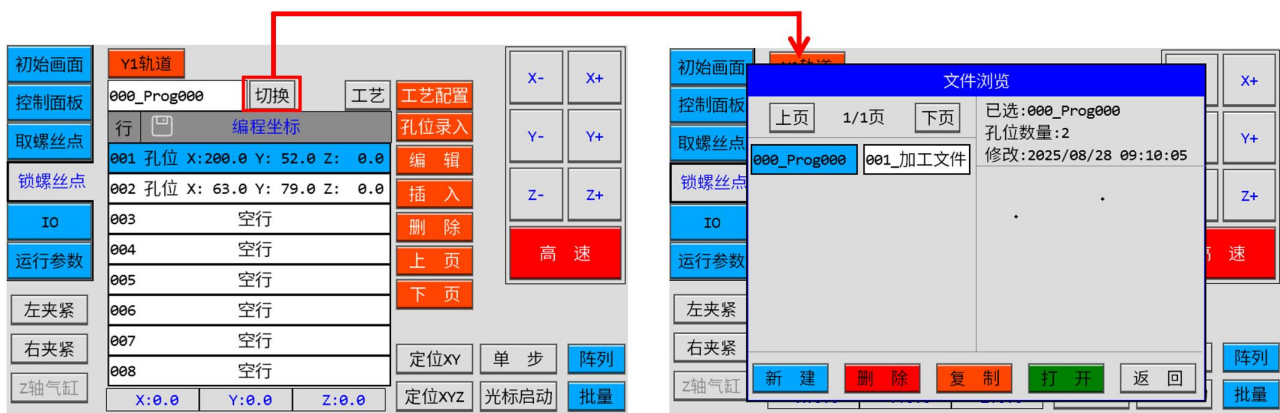 初始画面
控制面板
取螺丝点
锁螺丝点
IO
运行参数
左夹紧
右夹紧
Z轴气缸
Y1轨道
000_Prog000 切换 工艺
行 编程坐标
001 孔位 X:200.0 Y: 52.0 Z: 0.0
002 孔位 X: 63.0 Y: 79.0 Z: 0.0
003 空行
004 空行
005 空行
006 空行
007 空行
008 空行
X:0.0 Y:0.0 Z:0.0
工艺配置
孔位录入
编 辑
插 入
删 除
上 页
下 页
X- X+
Y- Y+
Z- Z+
高 速
定位XY 单 步 阵列
定位XYZ 光标启动 批量
初始画面
控制面板
取螺丝点
锁螺丝点
IO
运行参数
左夹紧
右夹紧
Z轴气缸
文件浏览
上页 1/1页 下页
000_Prog000 001_加工文件
已选:000_Prog000
孔位数量:2
修改:2025/08/28 09:10:05
新 建 删 除 复 制 打 开 返 回
X+
Y+
Z+
速
阵列
批量